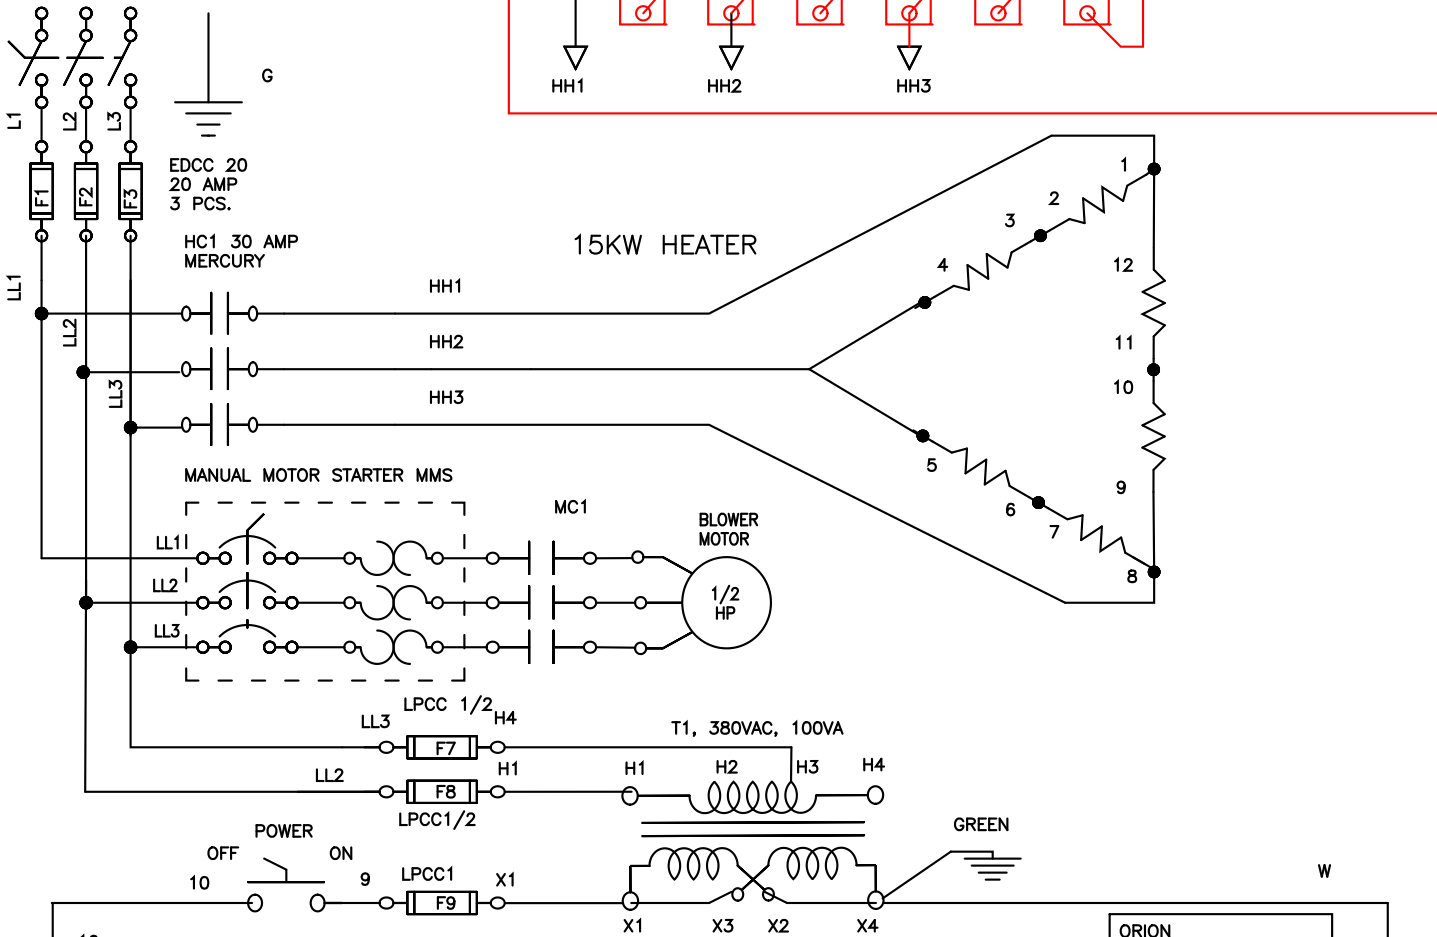 HH1
HH2
HH3
G
L1
L2
L3
EDCC 20
20 AMP
3 PCS.
F1
F2
F3
HC1 30 AMP
MERCURY
15KW HEATER
LL1
LL2
LL3
HH1
HH2
HH3
1
2
3
4
12
11
10
9
5
6
7
8
MANUAL MOTOR STARTER MMS
MC1
BLOWER
MOTOR
1/2
HP
LL1
LL2
LL3
LPCC 1/2
LL3
F7
H4
T1, 380VAC, 100VA
LL2
F8
H1
LPCC1/2
H1
H2
H3
H4
POWER
OFF
ON
10
9
LPCC1
F9
X1
GREEN
W
X1
X3
X2
X4
ORION